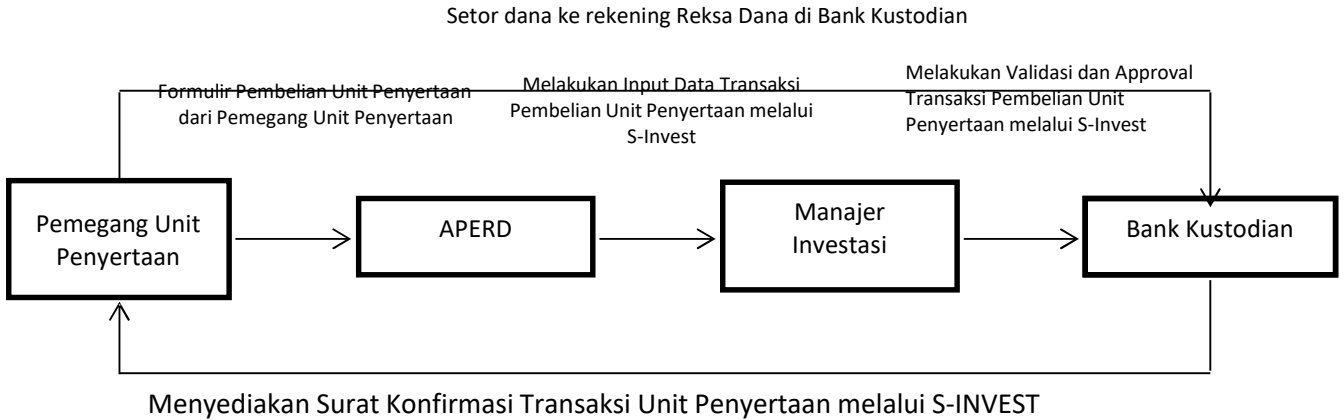 Setor dana ke rekening Reksa Dana di Bank Kustodian
Formulir Pembelian Unit Penyertaan
dari Pemegang Unit Penyertaan
Melakukan Input Data Transaksi
Pembelian Unit Penyertaan melalui
S-Invest
Melakukan Validasi dan Approval
Transaksi Pembelian Unit
Penyertaan melalui S-Invest
Pemegang Unit
Penyertaan
APERD
Manajer
Investasi
Bank Kustodian
Menyediakan Surat Konfirmasi Transaksi Unit Penyertaan melalui S-INVEST